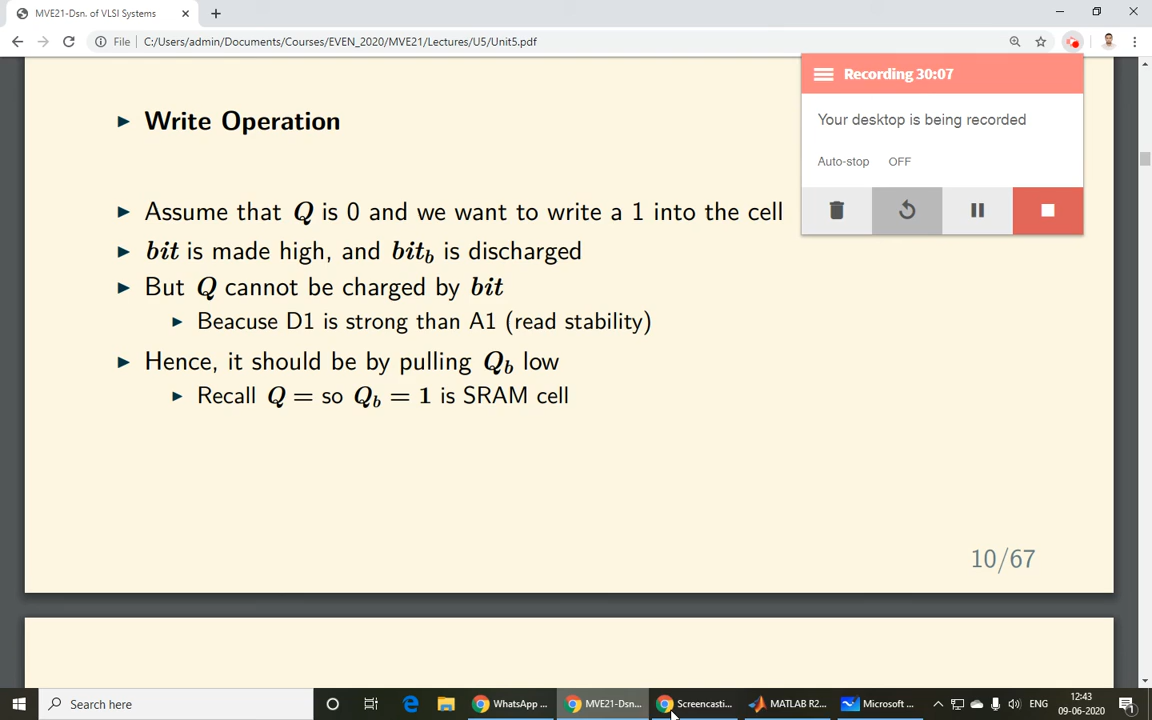 MVE21-Dsn. of VLSI Systems
File C:/Users/admin/Documents/Courses/EVEN_2020/MVE21/Lectures/U5/Unit5.pdf
Recording 30:07
Your desktop is being recorded
Auto-stop OFF
Write Operation
Assume that Q is 0 and we want to write a 1 into the cell
bit is made high, and bit_b is discharged
But Q cannot be charged by bit
Beacuse D1 is strong than A1 (read stability)
Hence, it should be by pulling Q_b low
Recall Q = so Q_b = 1 is SRAM cell
10/67
Search here
WhatsApp ...
MVE21-Dsn...
Screencasti...
MATLAB R2...
Microsoft ...
ENG
12:43
09-06-2020
1